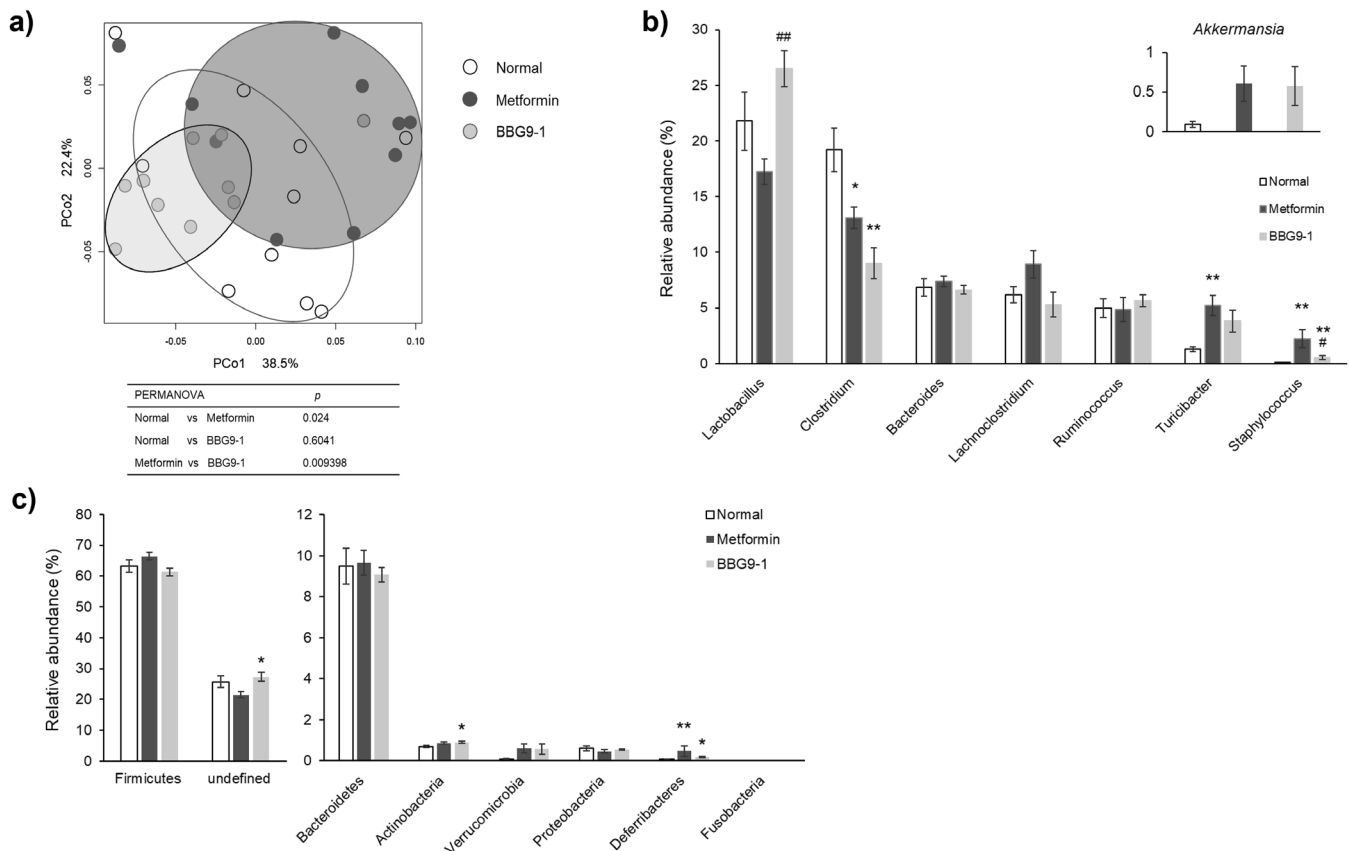 a)
0.05
0.00
-0.05
PCo2 22.4%
-0.05
0.00
0.05
0.10
PCo1 38.5%
Normal
Metformin
BBG9-1
PERMANOVA p
Normal vs Metformin 0.024
Normal vs BBG9-1 0.6041
Metformin vs BBG9-1 0.009398
b)
Relative abundance (%)
30
25
20
15
10
5
0
##
*
**
**
**
**
#
Lactobacillus
Clostridium
Bacteroides
Lachnoclostridium
Ruminococcus
Turicibacter
Staphylococcus
Akkermansia
1
0.5
0
Normal
Metformin
BBG9-1
c)
Relative abundance (%)
80
70
60
50
40
30
20
10
0
*
Firmicutes
undefined
12
10
8
6
4
2
0
*
**
*
Bacteroidetes
Actinobacteria
Verrucomicrobia
Proteobacteria
Deferribacteres
Fusobacteria
Normal
Metformin
BBG9-1